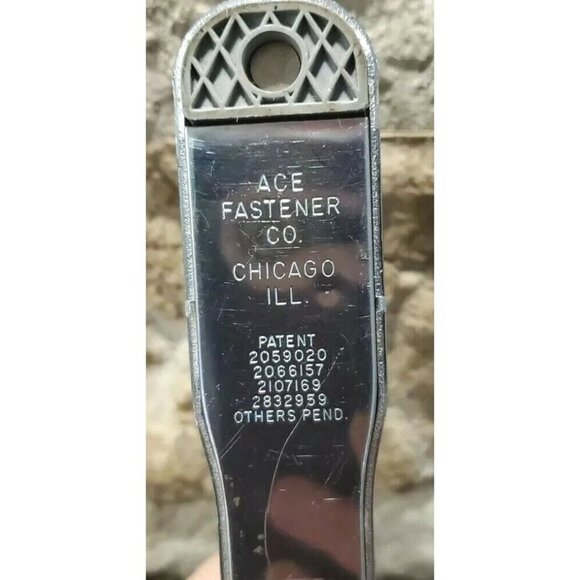 ACE
FASTENER
CO.
CHICAGO
ILL.
PATENT
2059020
2066157
2107169
2832959
OTHERS PEND.